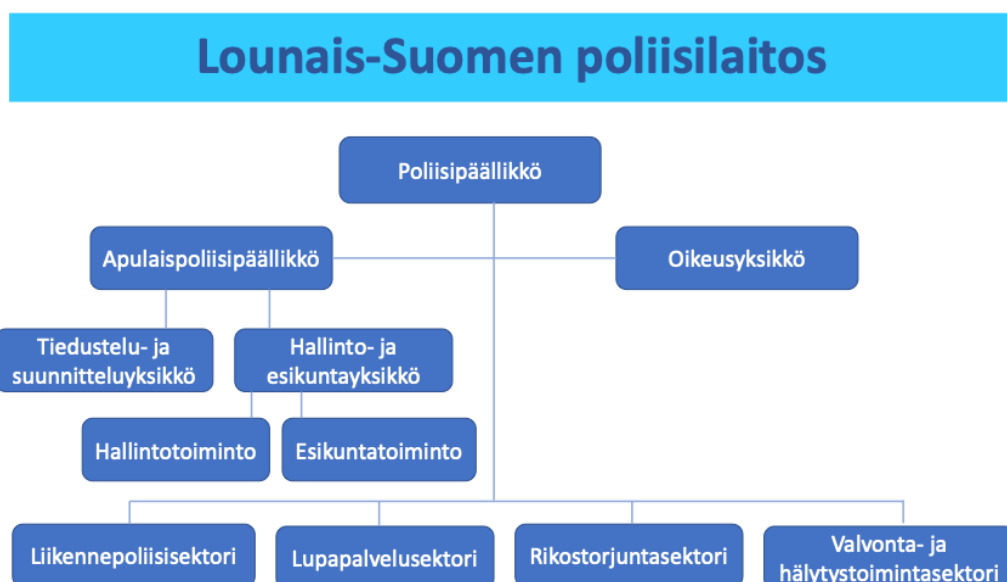 Lounais-Suomen poliisilaitos
Poliisipäällikkö
Apulaispoliisipäällikkö
Oikeusyksikkö
Tiedustelu- ja
suunnitteluyksikkö
Hallinto- ja
esikuntayksikkö
Hallintotoiminto
Esikuntatoiminto
Liikennepoliisisektori
Lupapalvelusektori
Rikostorjuntasektori
Valvonta- ja
hälytystoimintasektori